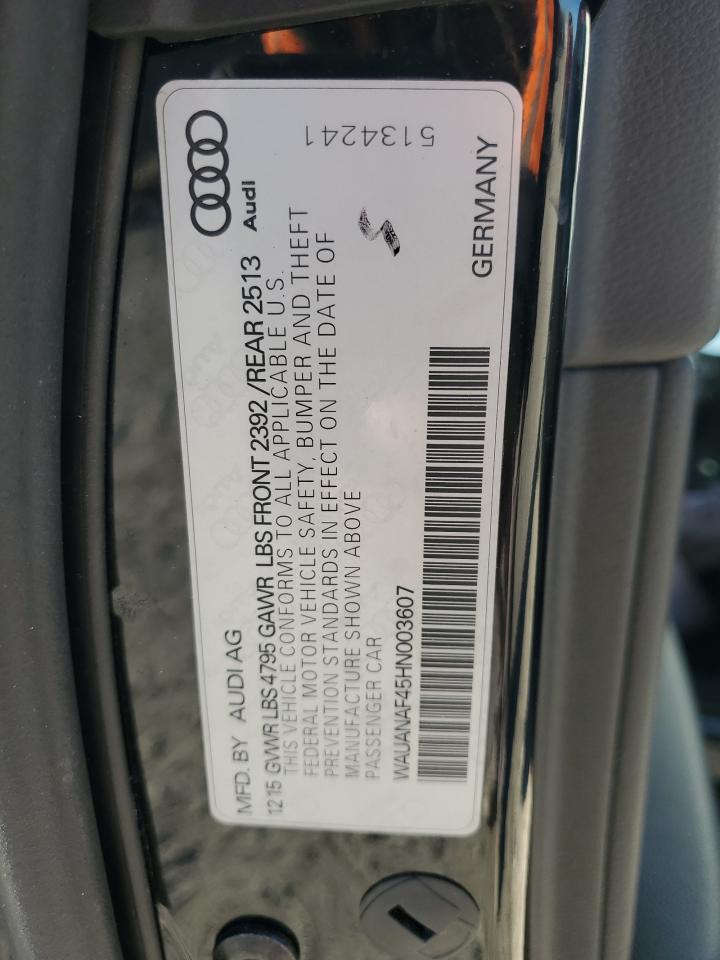 MFD. BY AUDI AG
Audi
12 15 GVWR LBS 4795 GAWR LBS FRONT 2392 /REAR 2513
THIS VEHICLE CONFORMS TO ALL APPLICABLE U.S.
FEDERAL MOTOR VEHICLE SAFETY, BUMPER AND THEFT
PREVENTION STANDARDS IN EFFECT ON THE DATE OF
MANUFACTURE SHOWN ABOVE
PASSENGER CAR
WAUANAF45HN003607
GERMANY
5134241